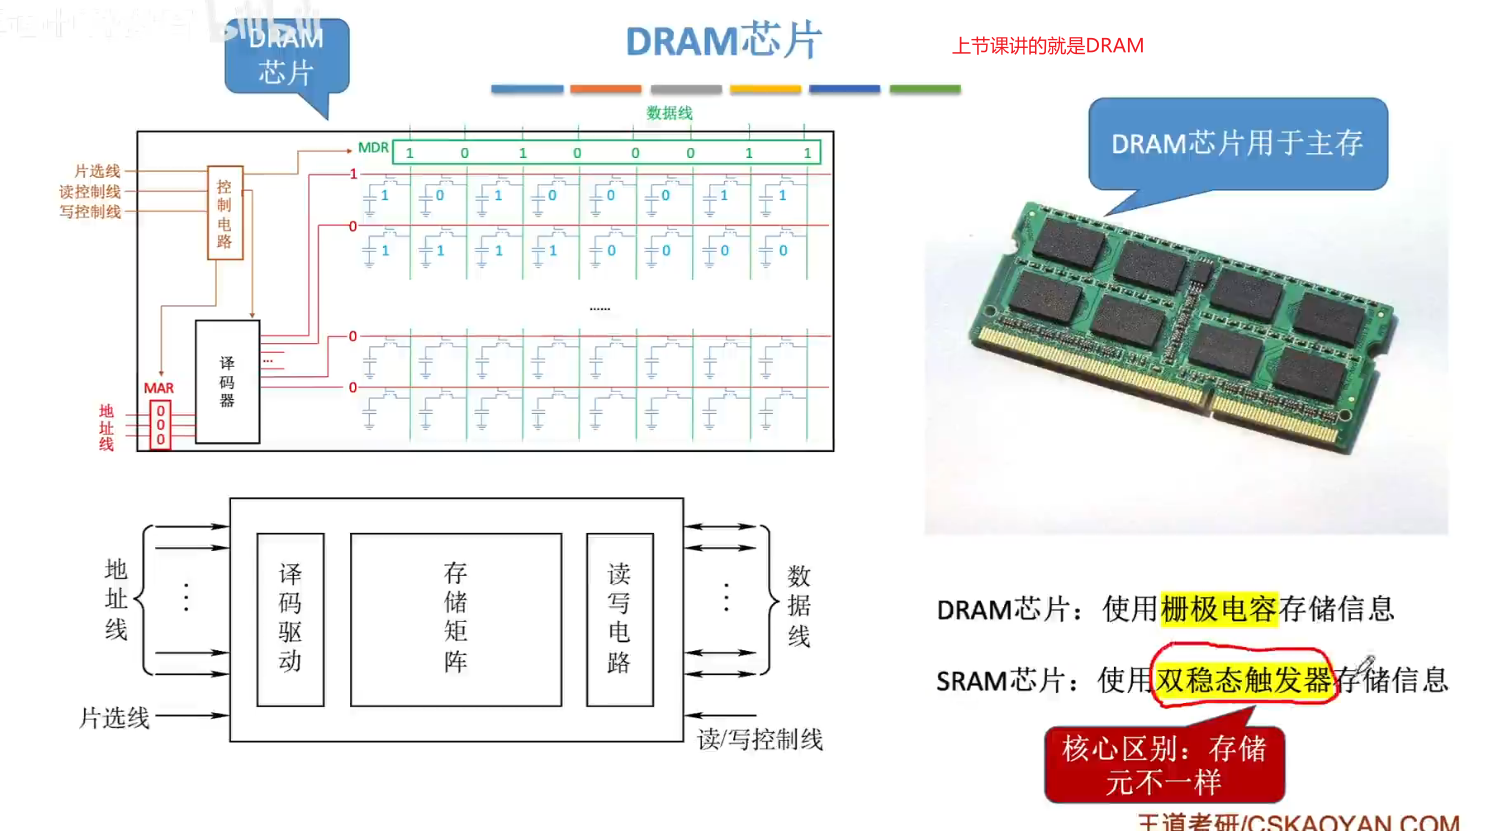 bilibili
DRAM
芯片
DRAM芯片
上节课讲的就是DRAM
数据线
MDR 1 0 1 0 0 0 1 1
片选线
读控制线
写控制线
控制电路
1
1 0 1 0 0 0 1 1
0
1 1 1 1 0 0 0 0
......
0
0
译码器
...
MAR
地址线
0
0
0
DRAM芯片用于主存
地址线
译码驱动
存储矩阵
读写电路
数据线
片选线
读/写控制线
DRAM芯片：使用栅极电容存储信息
SRAM芯片：使用双稳态触发器存储信息
核心区别：存储
元不一样
王道考研/CSKAOYAN.COM